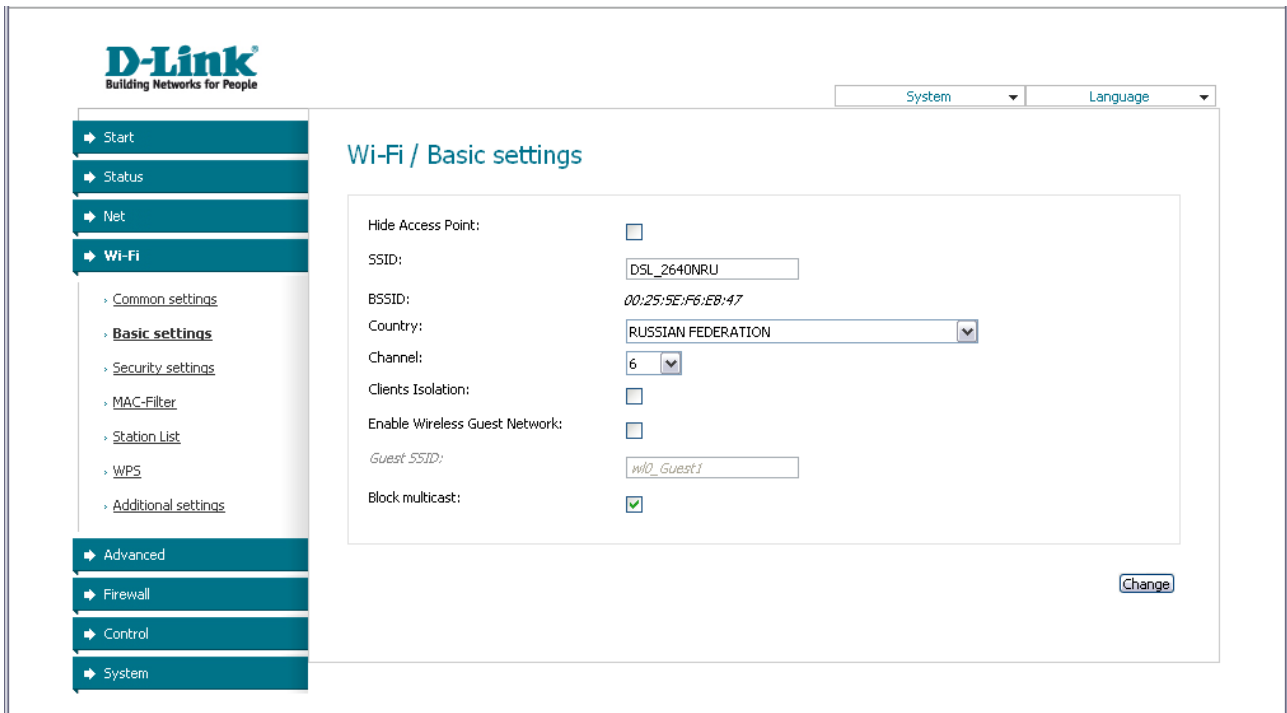 D-Link
Building Networks for People
System Language
Start
Status
Net
Wi-Fi
Common settings
Basic settings
Security settings
MAC-Filter
Station List
WPS
Additional settings
Advanced
Firewall
Control
System
Wi-Fi / Basic settings
Hide Access Point:
SSID: DSL_2640NRU
BSSID: 00:25:5E:F6:EB:47
Country: RUSSIAN FEDERATION
Channel: 6
Clients Isolation:
Enable Wireless Guest Network:
Guest SSID: wl0_Guest1
Block multicast:
Change